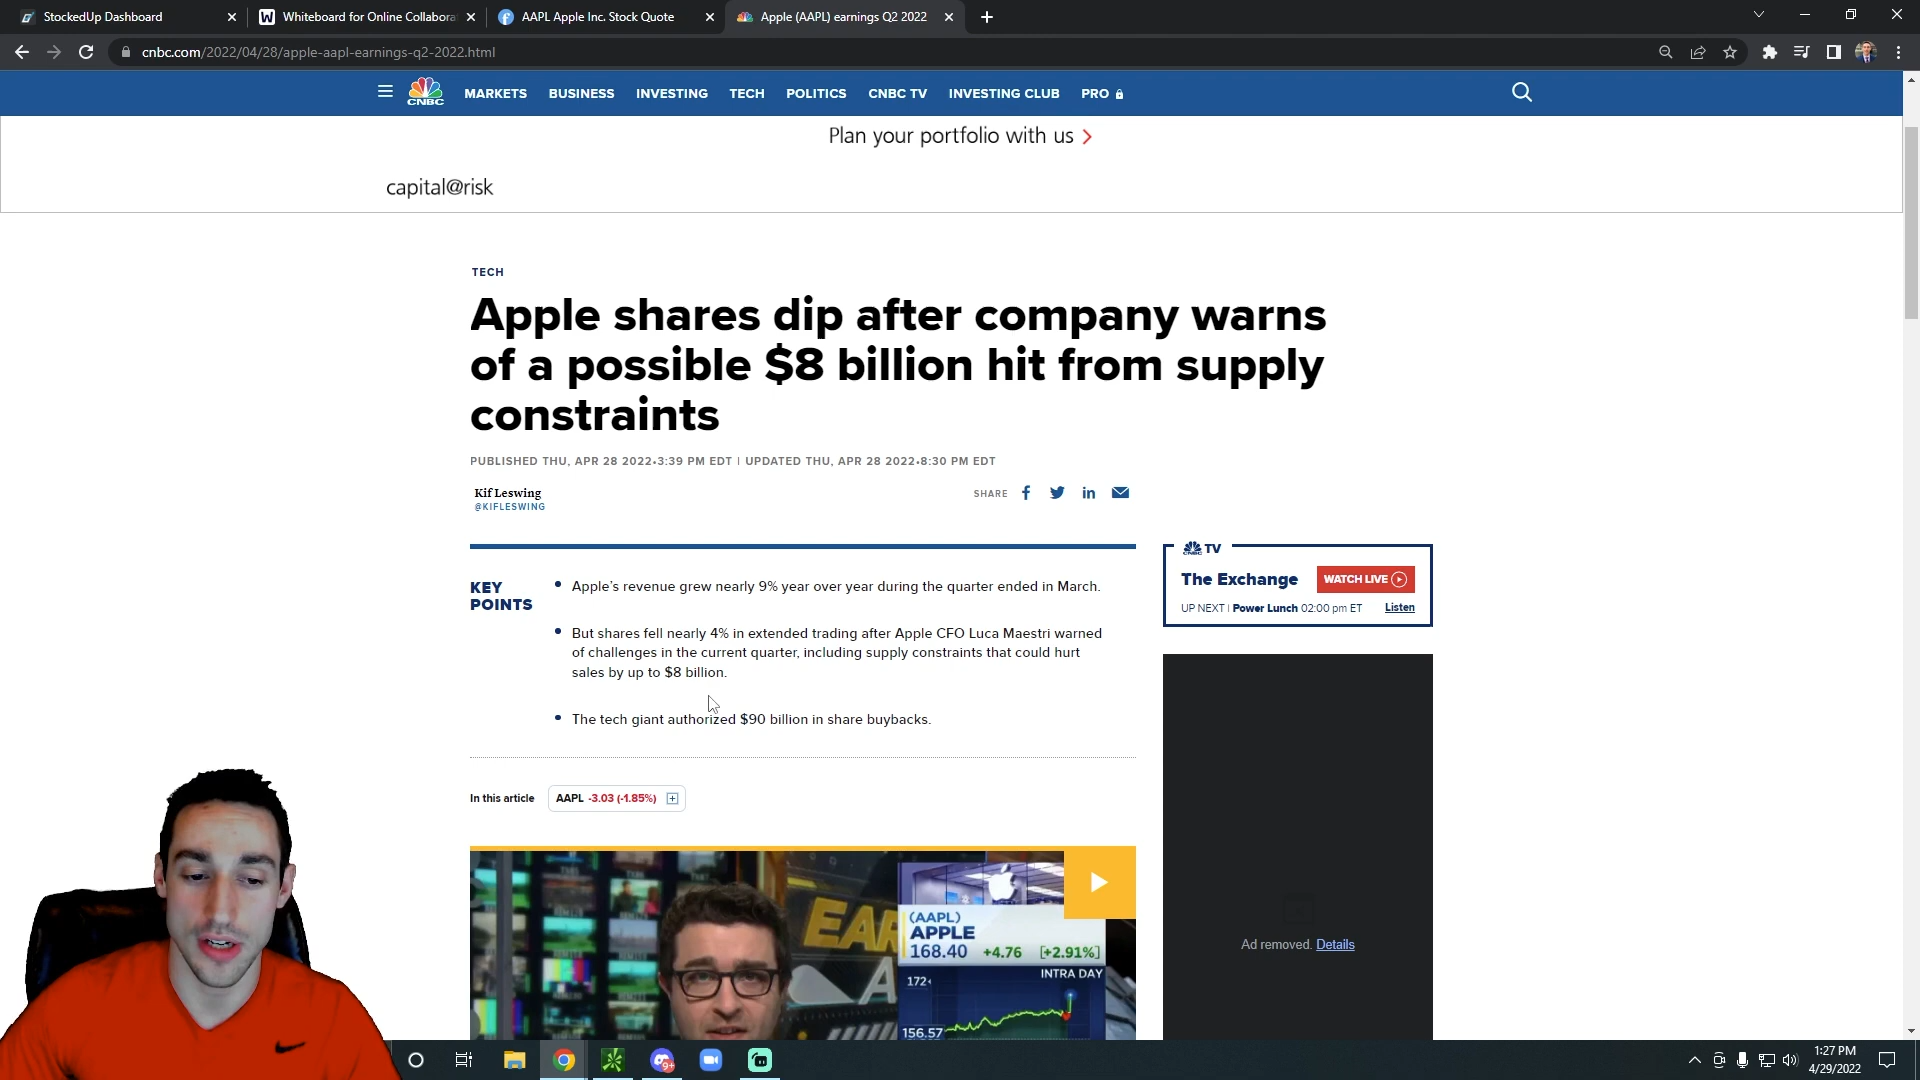 StockedUp Dashboard
Whiteboard for Online Collabora
AAPL Apple Inc. Stock Quote
Apple (AAPL) earnings Q2 2022
cnbc.com/2022/04/28/apple-aapl-earnings-q2-2022.html
CNBC
MARKETS BUSINESS INVESTING TECH POLITICS CNBC TV INVESTING CLUB PRO
Plan your portfolio with us
capital@risk
TECH
Apple shares dip after company warns
of a possible $8 billion hit from supply
constraints
PUBLISHED THU, APR 28 2022•3:39 PM EDT | UPDATED THU, APR 28 2022•8:30 PM EDT
Kif Leswing
@KIFLESWING
SHARE
KEY
POINTS
• Apple’s revenue grew nearly 9% year over year during the quarter ended in March.
• But shares fell nearly 4% in extended trading after Apple CFO Luca Maestri warned
of challenges in the current quarter, including supply constraints that could hurt
sales by up to $8 billion.
• The tech giant authorized $90 billion in share buybacks.
In this article
AAPL -3.03 (-1.85%)
TV
The Exchange
WATCH LIVE
UP NEXT | Power Lunch 02:00 pm ET
Listen
Ad removed. Details
EAR
A
(AAPL)
APPLE
168.40 +4.76 [+2.91%]
INTRA DAY
172
156.57
9+
1:27 PM
4/29/2022